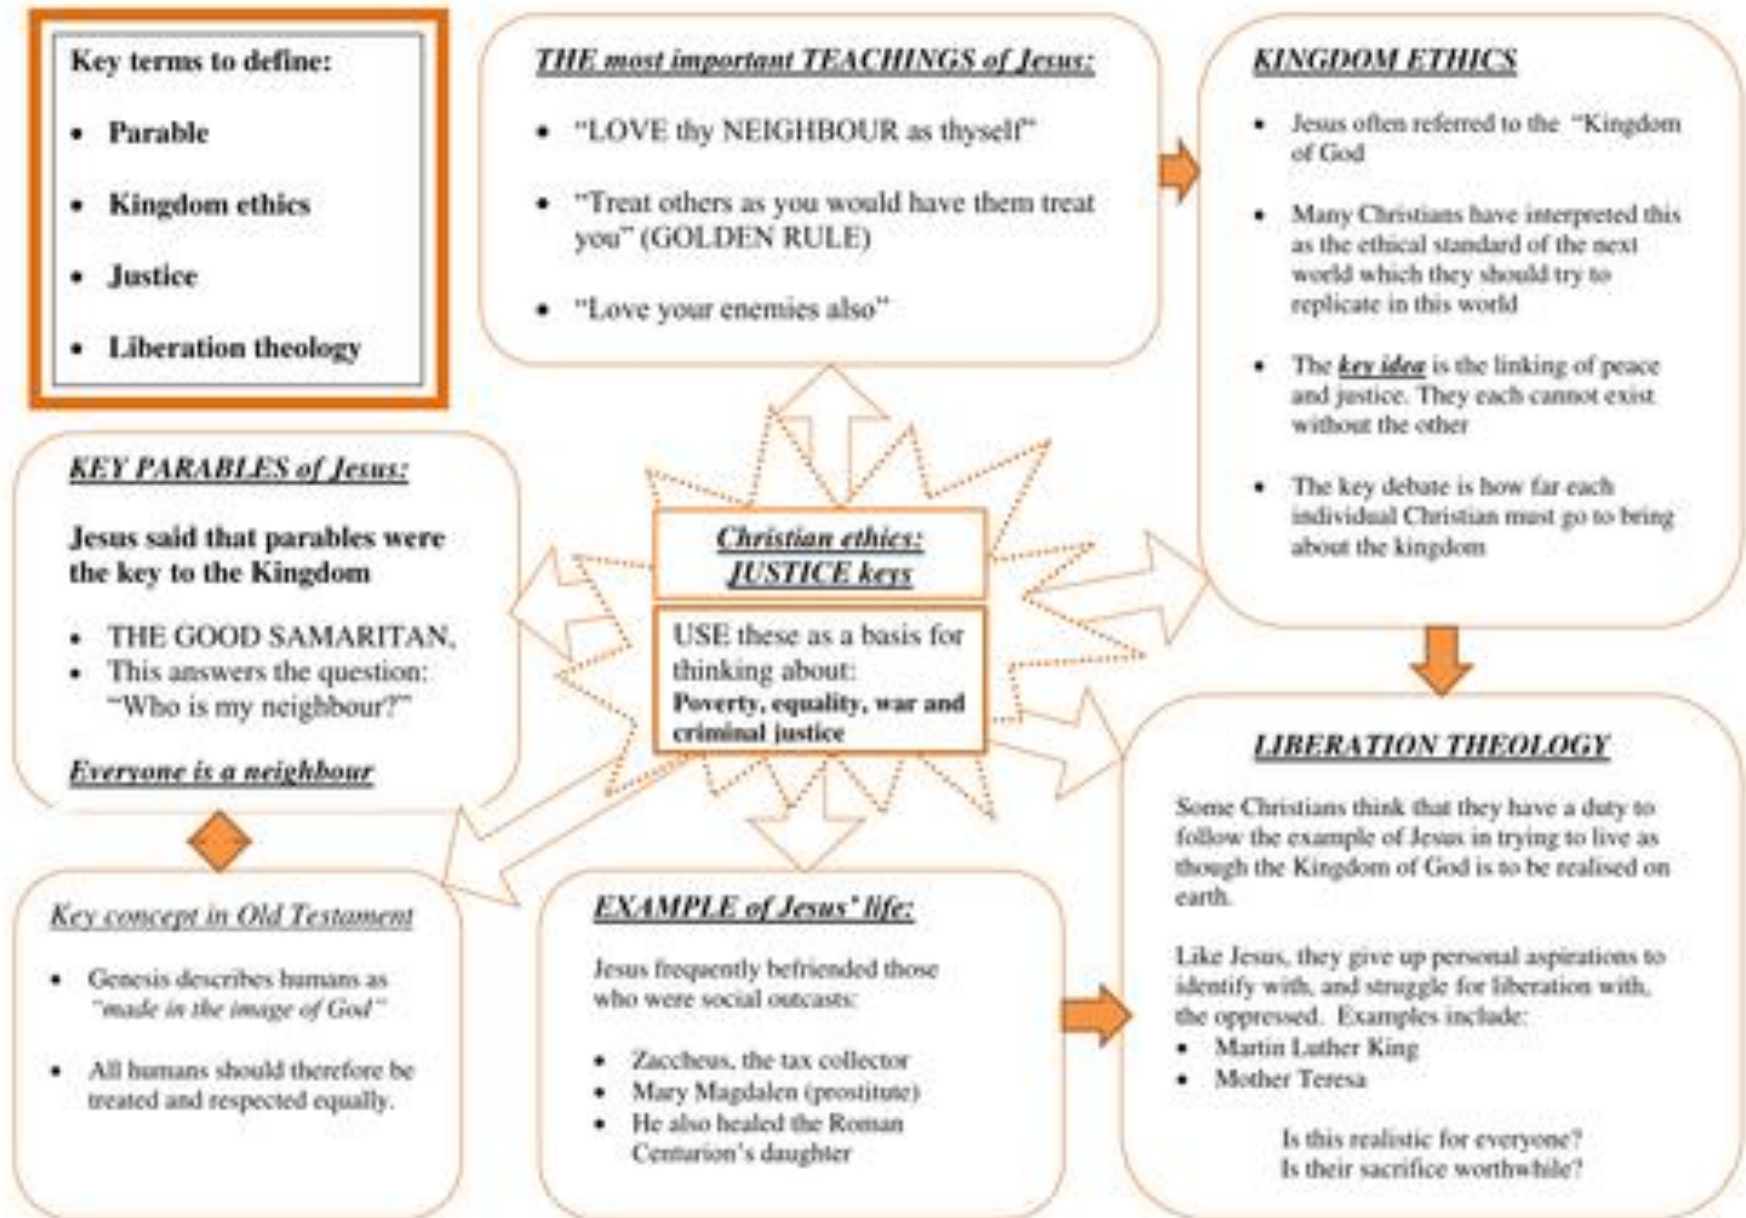 Key terms to define:
• Parable
• Kingdom ethics
• Justice
• Liberation theology
THE most important TEACHINGS of Jesus:
• “LOVE thy NEIGHBOUR as thyself”
• “Treat others as you would have them treat
you” (GOLDEN RULE)
• “Love your enemies also”
KINGDOM ETHICS
• Jesus often referred to the “Kingdom
of God
• Many Christians have interpreted this
as the ethical standard of the next
world which they should try to
replicate in this world
• The key idea is the linking of peace
and justice. They each cannot exist
without the other
• The key debate is how far each
individual Christian must go to bring
about the kingdom
KEY PARABLES of Jesus:
Jesus said that parables were
the key to the Kingdom
• THE GOOD SAMARITAN,
• This answers the question:
“Who is my neighbour?”
Everyone is a neighbour
Christian ethics:
JUSTICE keys
USE these as a basis for
thinking about:
Poverty, equality, war and
criminal justice
LIBERATION THEOLOGY
Some Christians think that they have a duty to
follow the example of Jesus in trying to live as
though the Kingdom of God is to be realised on
earth.
Like Jesus, they give up personal aspirations to
identify with, and struggle for liberation with,
the oppressed. Examples include:
• Martin Luther King
• Mother Teresa
Is this realistic for everyone?
Is their sacrifice worthwhile?
Key concept in Old Testament
• Genesis describes humans as
“made in the image of God”
• All humans should therefore be
treated and respected equally.
EXAMPLE of Jesus’ life:
Jesus frequently befriended those
who were social outcasts:
• Zaccheus, the tax collector
• Mary Magdalen (prostitute)
• He also healed the Roman
Centurion’s daughter